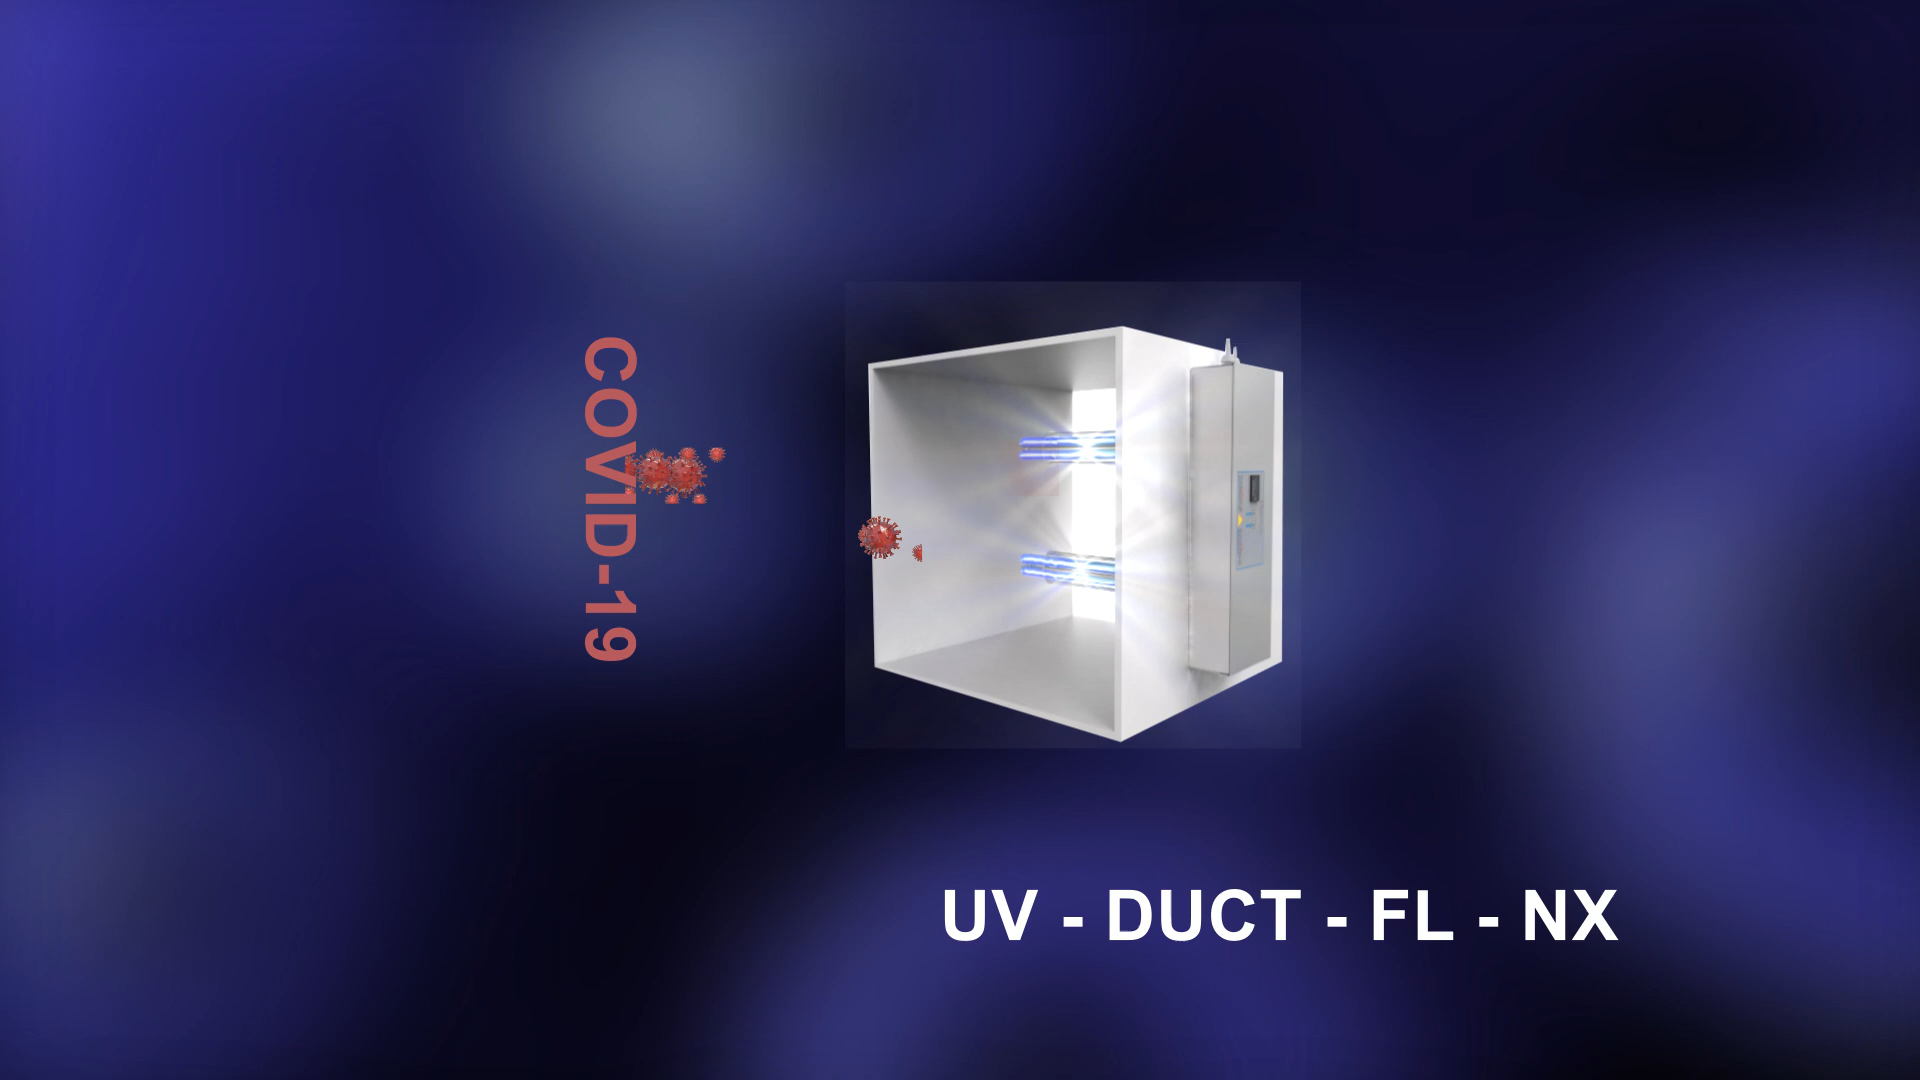 COVID-19
UV - DUCT - FL - NX